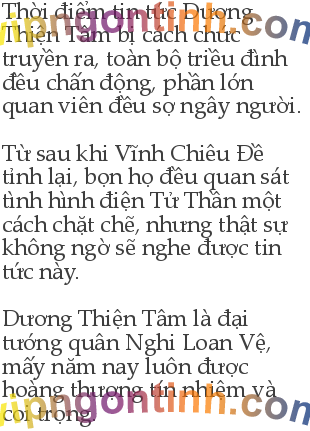 Thời điểm tin tức Dương
Thiện Tâm bị cách chức
truyền ra, toàn bộ triều đình
đều chấn động, phần lớn
quan viên đều sợ ngây người.
Từ sau khi Vĩnh Chiêu Đế
tỉnh lại, bọn họ đều quan sát
tình hình điện Tử Thần một
cách chặt chẽ, nhưng thật sự
không ngờ sẽ nghe được tin
tức này.
Dương Thiện Tâm là đại
tướng quân Nghi Loan Vệ,
mấy năm nay luôn được
hoàng thượng tín nhiệm và
coi trọng.
vipngontinh.com
vipngontinh.com